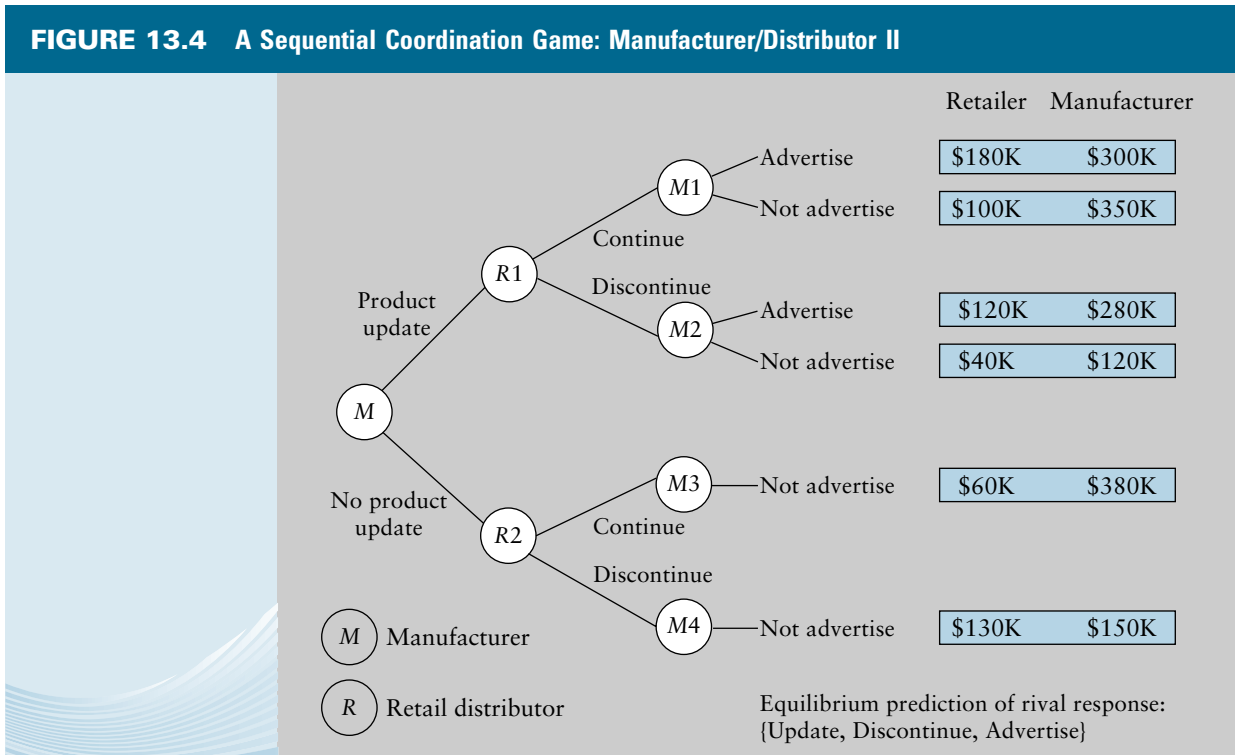 FIGURE 13.4 A Sequential Coordination Game: Manufacturer/Distributor II
Retailer Manufacturer
Advertise $180K $300K
M1
Not advertise $100K $350K
Continue
R1
Discontinue
Product
update
Advertise $120K $280K
M2
Not advertise $40K $120K
M
No product
update
M3 Not advertise $60K $380K
R2
Continue
Discontinue
M4 Not advertise $130K $150K
M Manufacturer
R Retail distributor
Equilibrium prediction of rival response:
{Update, Discontinue, Advertise}